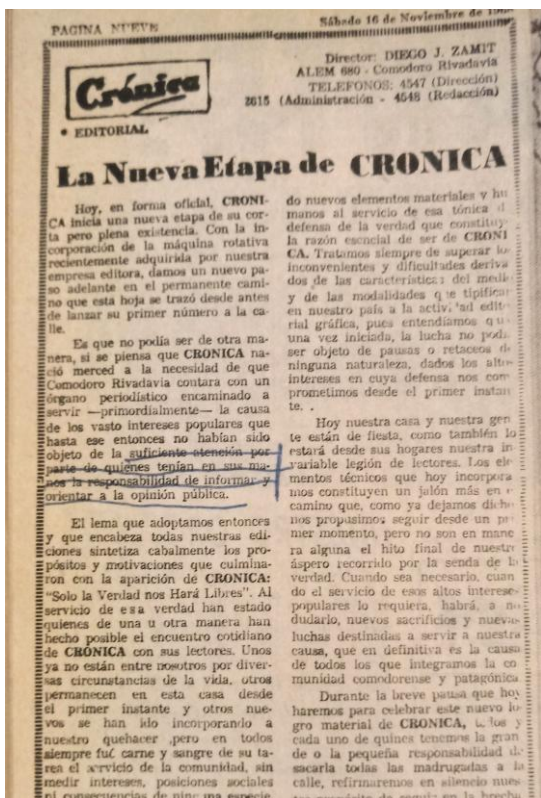 PAGINA NUEVE
Sábado 16 de Noviembre de
Crónica
Director: DIEGO J. ZAMIT
ALEM 680 - Comodoro Rivadavia
TELEFONOS: 4547 (Dirección)
2615 (Administración - 4548 (Redacción)
• EDITORIAL
La Nueva Etapa de CRONICA
Hoy, en forma oficial, CRONI-
CA inicia una nueva etapa de su cor-
ta pero plena existencia. Con la in-
corporación de la máquina rotativa
recientemente adquirida por nuestra
empresa editora, damos un nuevo pa-
so adelante en el permanente cami-
no que esta hoja se trazó desde antes
de lanzar su primer número a la ca-
lle.
Es que no podía ser de otra ma-
nera, si se piensa que CRONICA na-
ció merced a la necesidad de que
Comodoro Rivadavia contara con un
órgano periodístico encaminado a
servir —primordialmente— la causa
de los vasto intereses populares que
hasta ese entonces no habían sido
objeto de la suficiente atención por
parte de quienes tenían en sus ma-
nos la responsabilidad de informar y
orientar a la opinión pública.
El lema que adoptamos entonces
y que encabeza todas nuestras edi-
ciones sintetiza cabalmente los pro-
pósitos y motivaciones que culmina-
ron con la aparición de CRONICA:
"Solo la Verdad nos Hará Libres". Al
servicio de esa verdad han estado
quienes de una u otra manera han
hecho posible el encuentro cotidiano
de CRONICA con sus lectores. Unos
ya no están entre nosotros por diver-
sas circunstancias de la vida, otros
permanecen en esta casa desde
el primer instante y otros nue-
vos se han ido incorporando a
nuestro quehacer ,pero en todos
siempre fué carne y sangre de su ta-
rea el servicio de la comunidad, sin
medir intereses, posiciones sociales
ni consecuencias de ninguna especie
do nuevos elementos materiales y hu
manos al servicio de esa tónica
defensa de la verdad que constituy
la razón esencial de ser de CRONI
CA. Tratamos siempre de superar los
inconvenientes y dificultades deriva
dos de las características del medio
y de las modalidades que tipifican
en nuestro país a la actividad edito
rial gráfica, pues entendíamos que
una vez iniciada, la lucha no podía
ser objeto de pausas o retaceos de
ninguna naturaleza, dados los altos
intereses en cuya defensa nos com
prometimos desde el primer instan
te. .
Hoy nuestra casa y nuestra gen
te están de fiesta, como también lo
estará desde sus hogares nuestra in
variable legión de lectores. Los ele
mentos técnicos que hoy incorpora
mos constituyen un jalón más en
camino que, como ya dejamos dicho
nos propusimos seguir desde un pri
mer momento, pero no son en mane
ra alguna el hito final de nuestro
áspero recorrido por la senda de la
verdad. Cuando sea necesario, cuan
do el servicio de esos altos intereses
populares lo requiera, habrá, a no
dudarlo, nuevos sacrificios y nuevas
luchas destinadas a servir a nuestra
causa, que en definitiva es la causa
de todos los que integramos la co
munidad comodorense y patagónica
Durante la breve pausa que hoy
haremos para celebrar este nuevo lo
gro material de CRONICA, todos y
cada uno de quines tenemos la gran
de o la pequeña responsabilidad de
sacarla todas las madrugadas a la
calle, refirmaremos en silencio nues